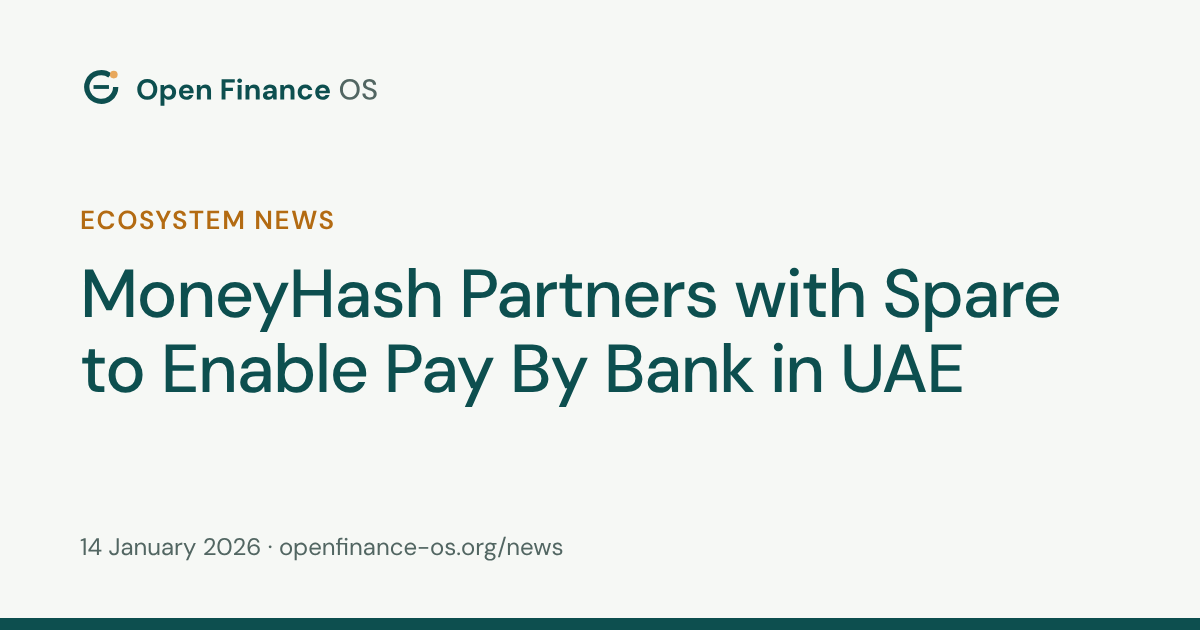 Open Finance OS
ECOSYSTEM NEWS
MoneyHash Partners with Spare
to Enable Pay By Bank in UAE
14 January 2026 · openfinance-os.org/news